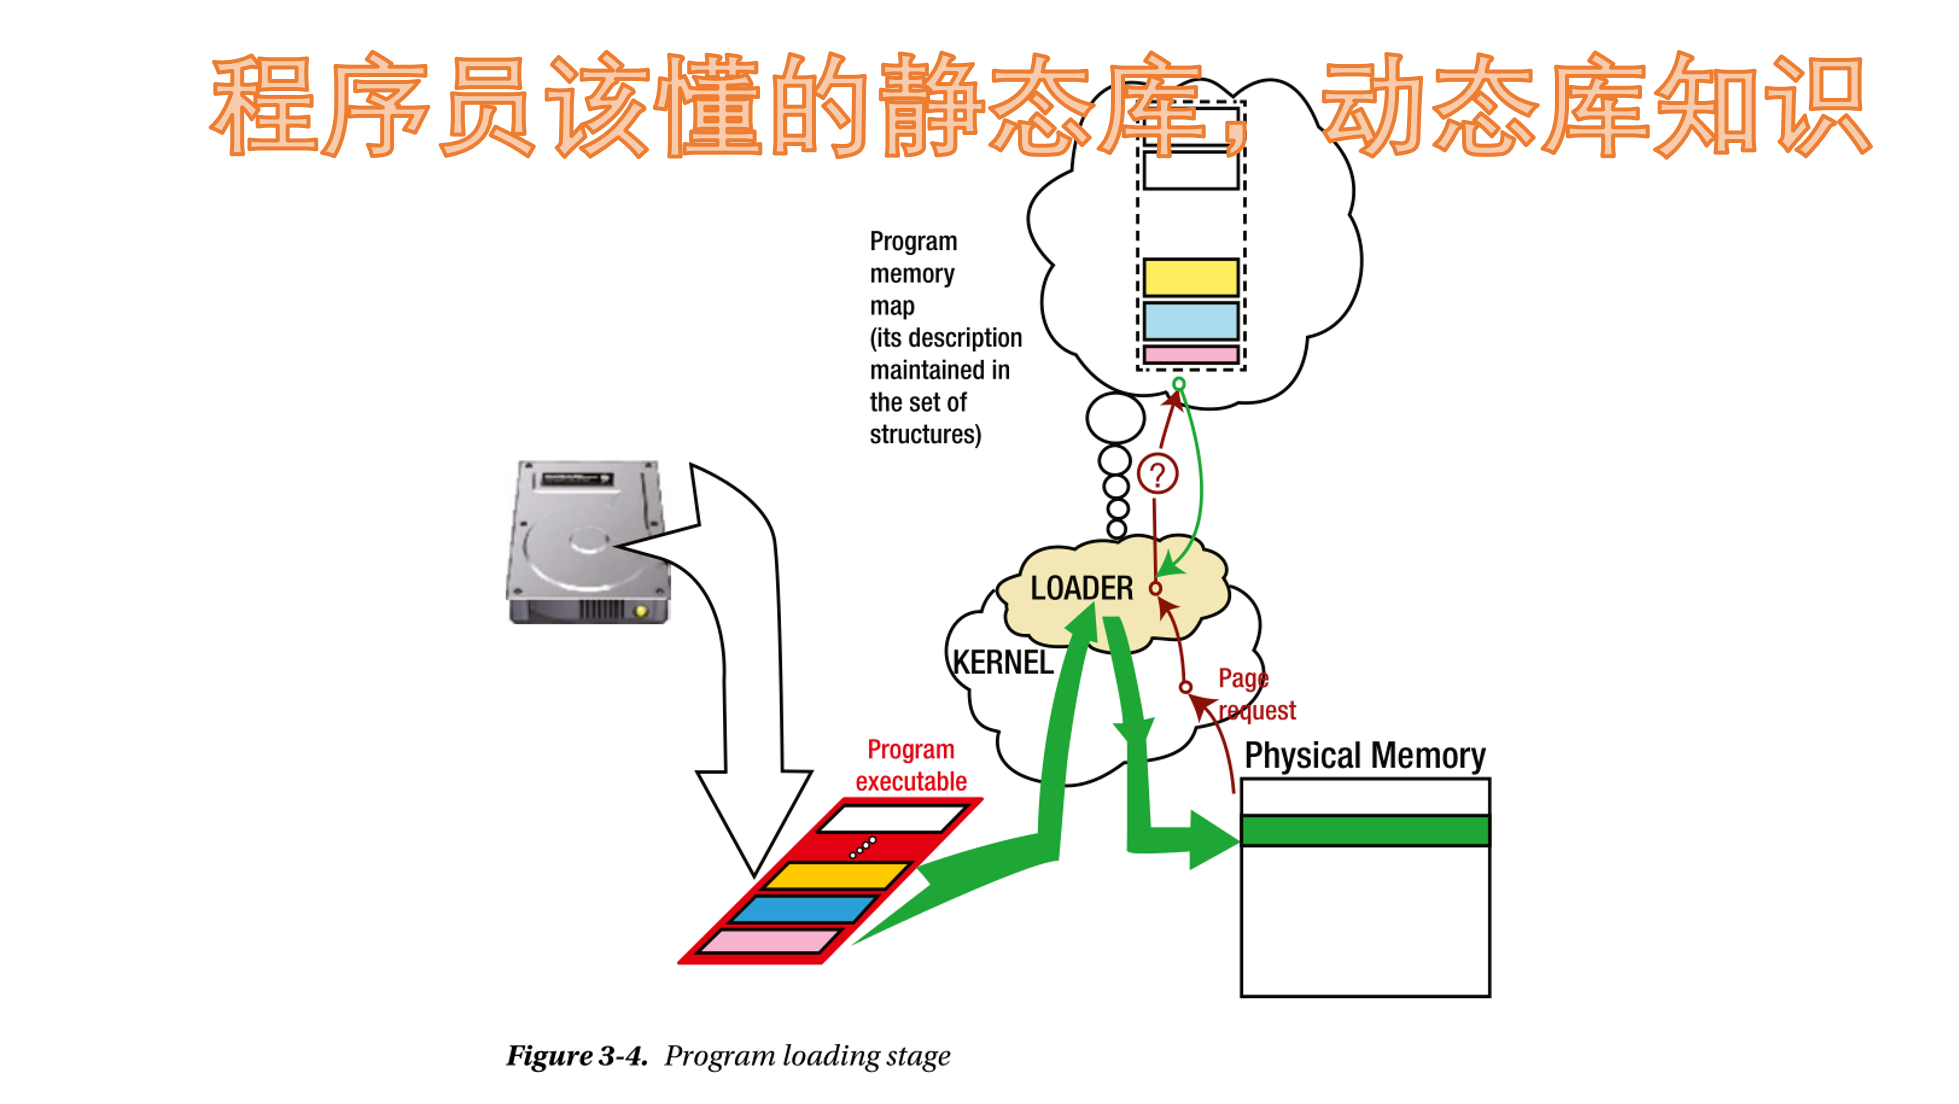 程序员该懂的静态库，动态库知识
Program
memory
map
(its description
maintained in
the set of
structures)
?
LOADER
KERNEL
Page
request
Program
executable
Physical Memory
Figure 3-4. Program loading stage